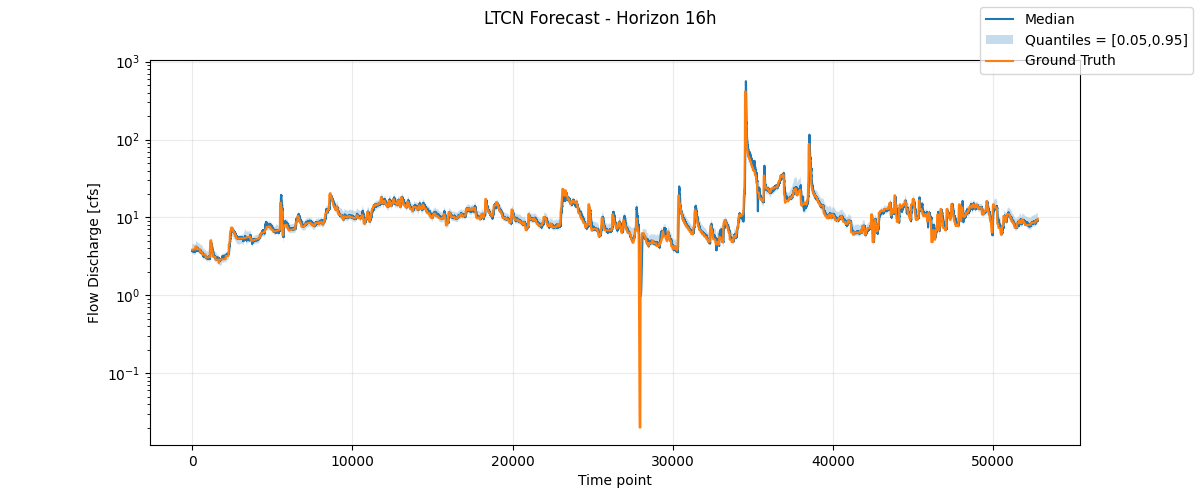 LTCN Forecast - Horizon 16h
Median
Quantiles = [0.05,0.95]
Ground Truth
Flow Discharge [cfs]
10³
10²
10¹
10⁰
10⁻¹
0 10000 20000 30000 40000 50000
Time point